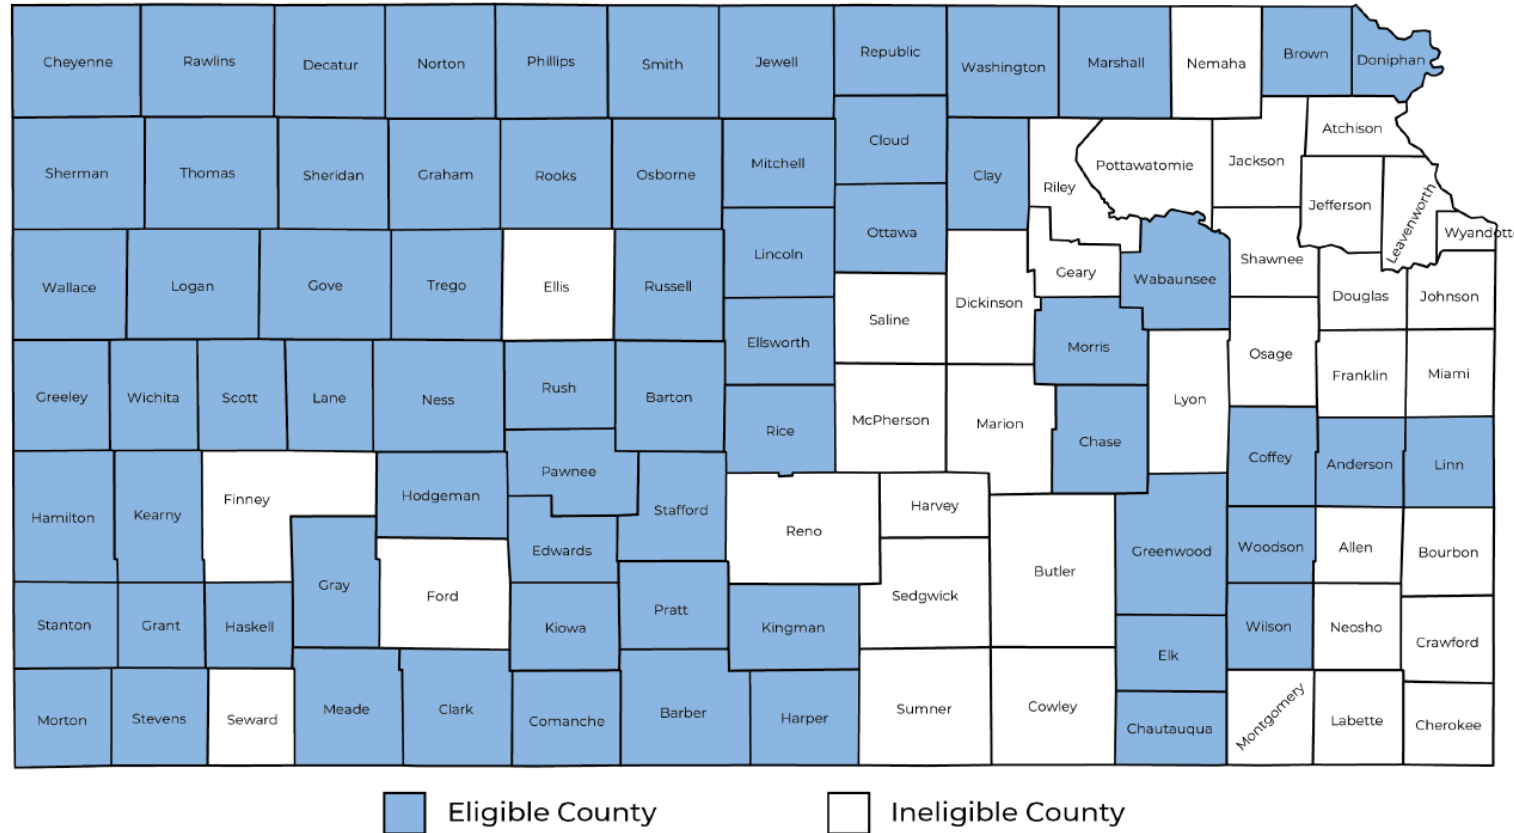 Cheyenne
Rawlins
Decatur
Norton
Phillips
Smith
Jewell
Republic
Washington
Marshall
Nemaha
Brown
Doniphan
Sherman
Thomas
Sheridan
Graham
Rooks
Osborne
Mitchell
Cloud
Clay
Riley
Pottawatomie
Jackson
Atchison
Jefferson
Leavenworth
Wyandott
Wallace
Logan
Gove
Trego
Ellis
Russell
Lincoln
Ottawa
Saline
Dickinson
Geary
Wabaunsee
Shawnee
Douglas
Johnson
Greeley
Wichita
Scott
Lane
Ness
Rush
Barton
Ellsworth
Rice
McPherson
Marion
Morris
Chase
Lyon
Osage
Franklin
Miami
Hamilton
Kearny
Finney
Hodgeman
Pawnee
Edwards
Stafford
Reno
Harvey
Sedgwick
Butler
Greenwood
Coffey
Anderson
Linn
Woodson
Allen
Bourbon
Stanton
Grant
Haskell
Gray
Ford
Kiowa
Pratt
Kingman
Elk
Wilson
Neosho
Crawford
Morton
Stevens
Seward
Meade
Clark
Comanche
Barber
Harper
Sumner
Cowley
Chautauqua
Montgomery
Labette
Cherokee
Eligible County
Ineligible County